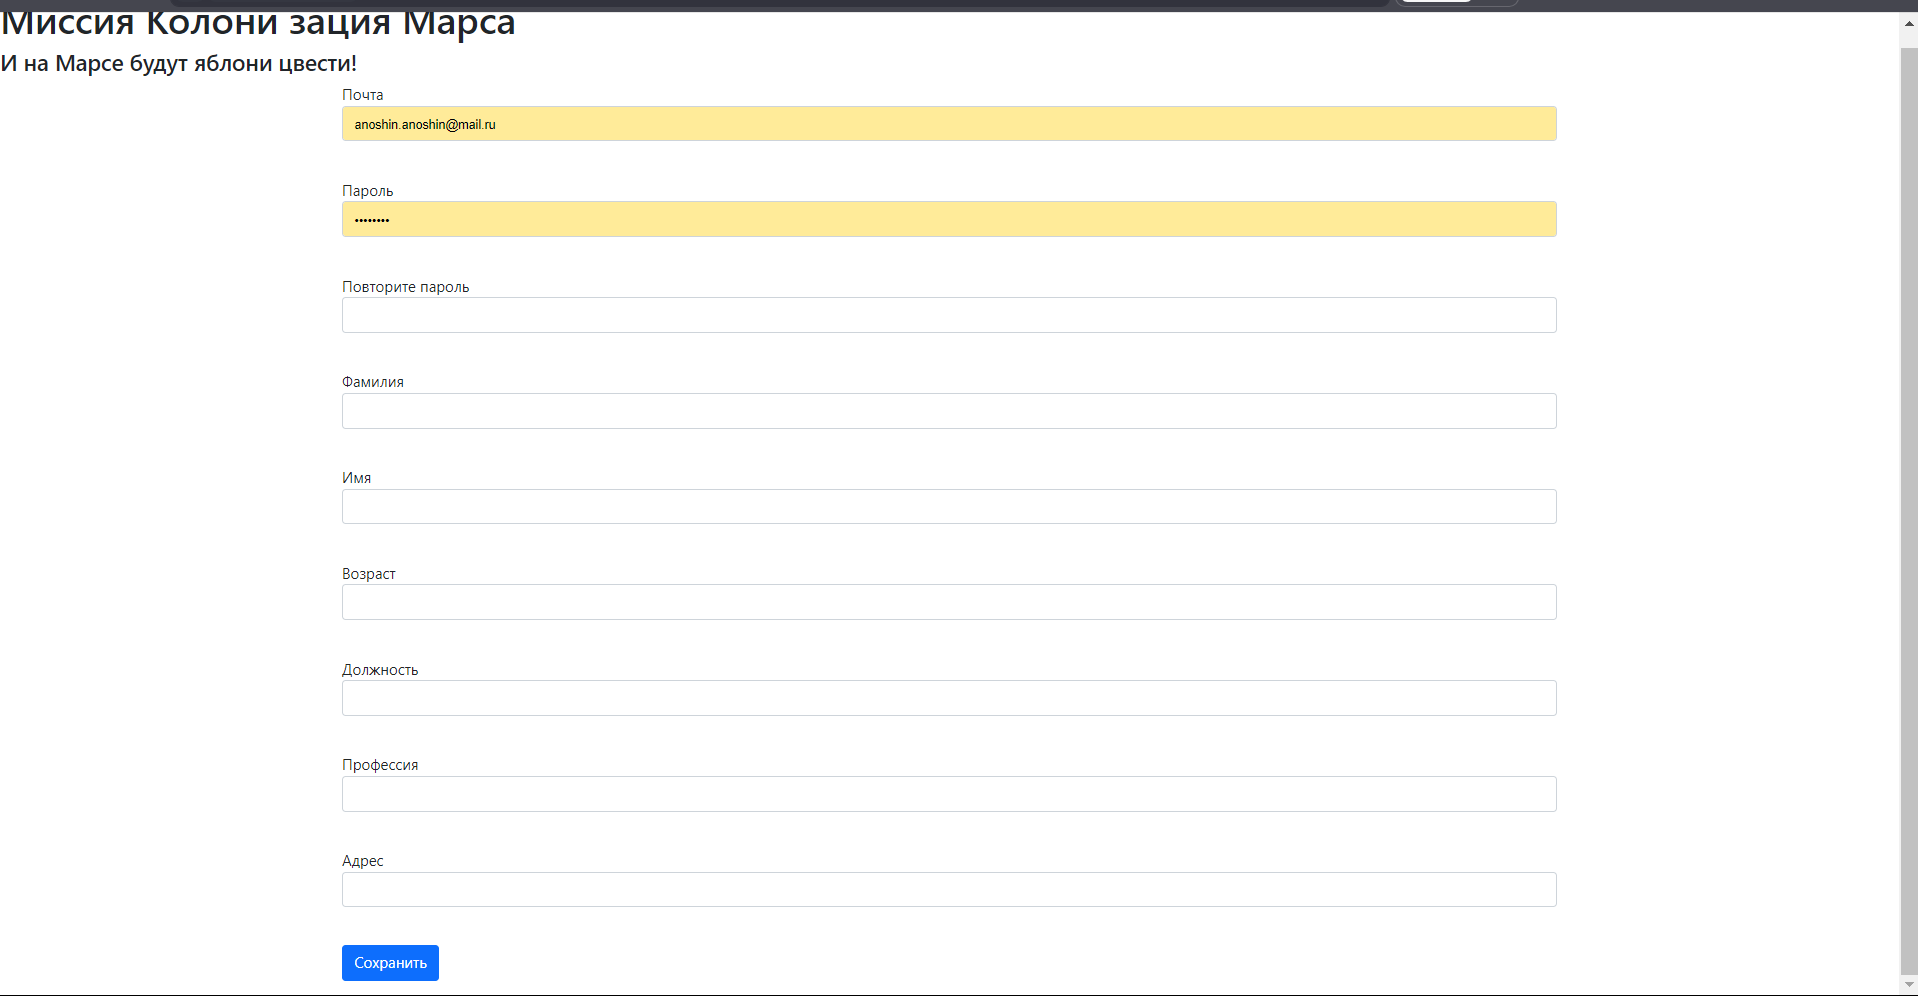 Миссия Колони зация Марса
И на Марсе будут яблони цвести!
Почта
anoshin.anoshin@mail.ru
Пароль
••••••••
Повторите пароль
Фамилия
Имя
Возраст
Должность
Профессия
Адрес
Сохранить